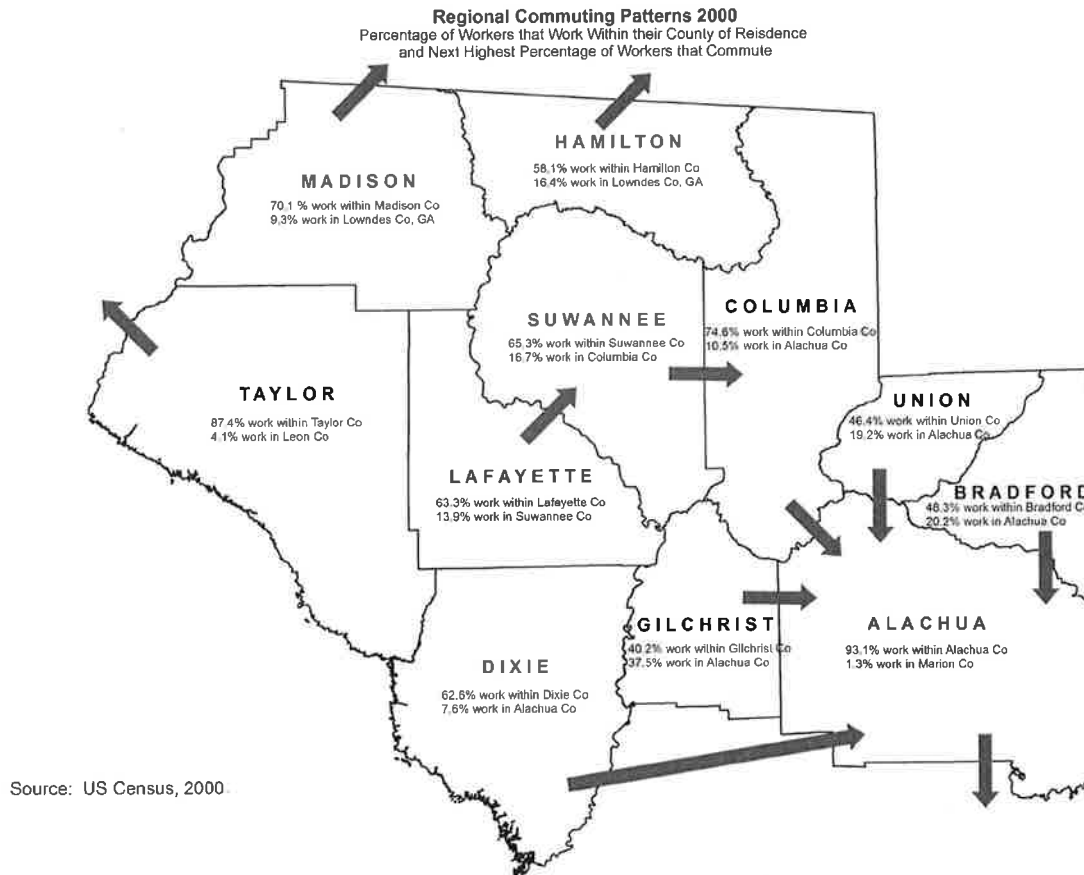 Regional Commuting Patterns 2000
Percentage of Workers that Work Within their County of Reisdence
and Next Highest Percentage of Workers that Commute
HAMILTON
58.1% work within Hamilton Co
16.4% work in Lowndes Co, GA
MADISON
70.1 % work within Madison Co
9.3% work in Lowndes Co, GA
COLUMBIA
74.6% work within Columbia Co
10.5% work in Alachua Co
SUWANNEE
65.3% work within Suwannee Co
16.7% work in Columbia Co
TAYLOR
87.4% work within Taylor Co
4.1% work in Leon Co
UNION
46.4% work within Union Co
19.2% work in Alachua Co
LAFAYETTE
63.3% work within Lafayette Co
13.9% work in Suwannee Co
BRADFORD
48.3% work within Bradford C
20.2% work in Alachua Co
GILCHRIST
40.2% work within Gilchrist Co
37.5% work in Alachua Co
ALACHUA
93.1% work within Alachua Co
1.3% work in Marion Co
DIXIE
62.6% work within Dixie Co
7.6% work in Alachua Co
Source: US Census, 2000